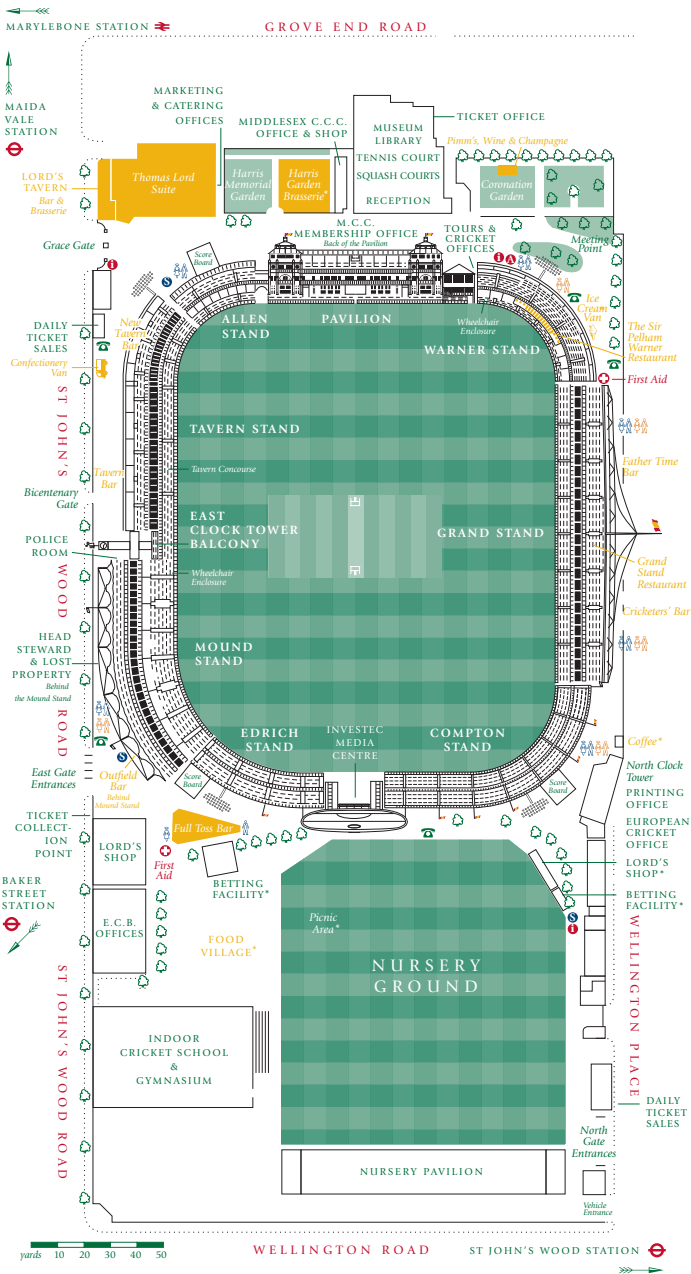 MARYLEBONE STATION
GROVE END ROAD
MAIDA
VALE
STATION
MARKETING
& CATERING
OFFICES
MIDDLESEX C.C.C.
OFFICE & SHOP
MUSEUM
LIBRARY
TENNIS COURT
SQUASH COURTS
RECEPTION
TICKET OFFICE
Pimm's, Wine & Champagne
LORD'S
TAVERN
Bar &
Brasserie
Thomas Lord
Suite
Harris
Memorial
Garden
Harris
Garden
Brasserie*
Coronation
Garden
M.C.C.
MEMBERSHIP OFFICE
Back of the Pavilion
TOURS &
CRICKET
OFFICES
Meeting
Point
Grace Gate
i
S
Score
Board
i A
Ice
Cream
Van
New
Tavern
Bar
ALLEN
STAND
PAVILION
Wheelchair
Enclosure
WARNER STAND
The Sir
Pelham
Warner
Restaurant
DAILY
TICKET
SALES
Confectionery
Van
First Aid
ST JOHN'S
WOOD
ROAD
TAVERN STAND
Tavern Concourse
Tavern
Bar
Father Time
Bar
Bicentenary
Gate
EAST
CLOCK TOWER
BALCONY
GRAND STAND
POLICE
ROOM
Wheelchair
Enclosure
Grand
Stand
Restaurant
Cricketers' Bar
HEAD
STEWARD
& LOST
PROPERTY
Behind
the Mound Stand
MOUND
STAND
EDRICH
STAND
INVESTEC
MEDIA
CENTRE
COMPTON
STAND
Coffee*
S
East Gate
Entrances
Outfield
Bar
Behind
Mound Stand
Score
Board
Score
Board
North Clock
Tower
PRINTING
OFFICE
EUROPEAN
CRICKET
OFFICE
TICKET
COLLECT-
ION
POINT
LORD'S
SHOP
Full Toss Bar
First
Aid
BETTING
FACILITY*
LORD'S
SHOP*
BETTING
FACILITY*
BAKER
STREET
STATION
E.C.B.
OFFICES
FOOD
VILLAGE*
Picnic
Area*
S
i
NURSERY
GROUND
WELLINGTON PLACE
ST JOHN'S WOOD ROAD
INDOOR
CRICKET SCHOOL
&
GYMNASIUM
DAILY
TICKET
SALES
North
Gate
Entrances
NURSERY PAVILION
Vehicle
Entrance
yards 10 20 30 40 50
WELLINGTON ROAD
ST JOHN'S WOOD STATION